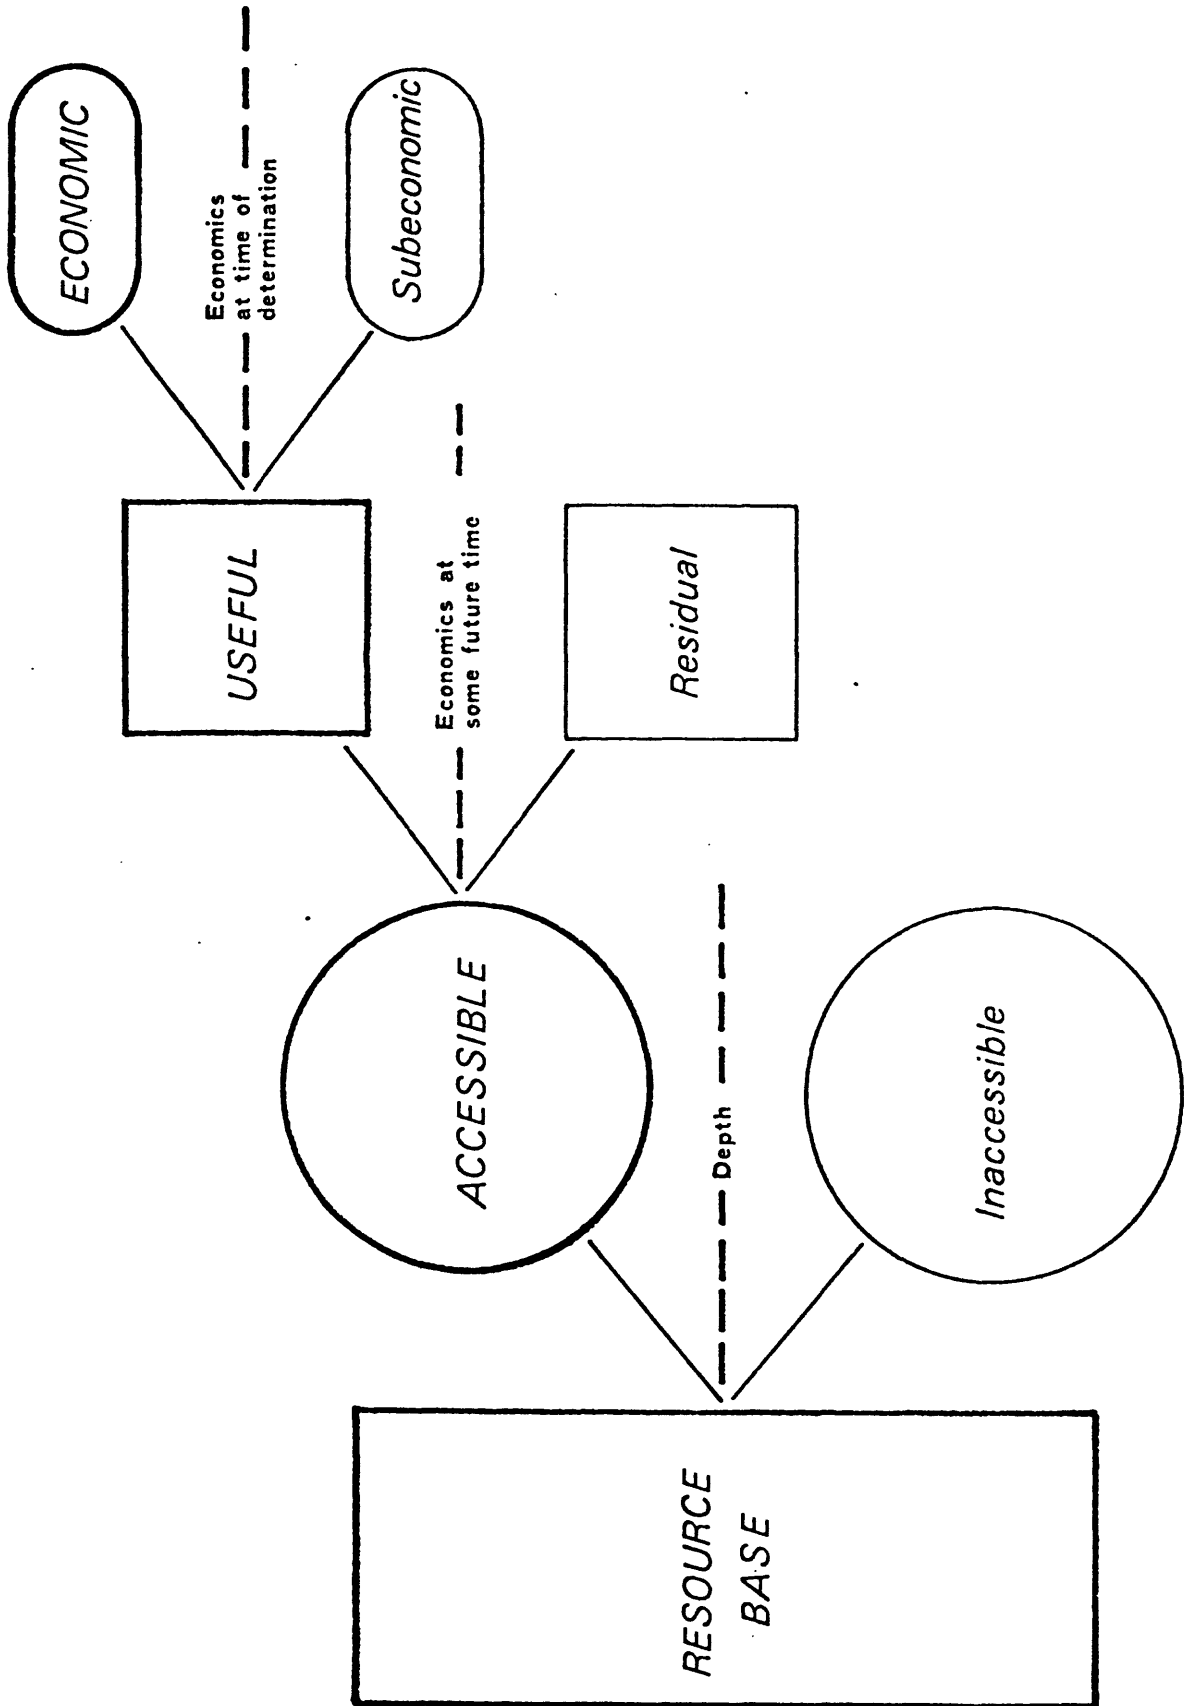 RESOURCE
BASE
ACCESSIBLE
Depth
Inaccessible
USEFUL
Economics at
some future time
Residual
ECONOMIC
Economics
at time of
determination
Subeconomic